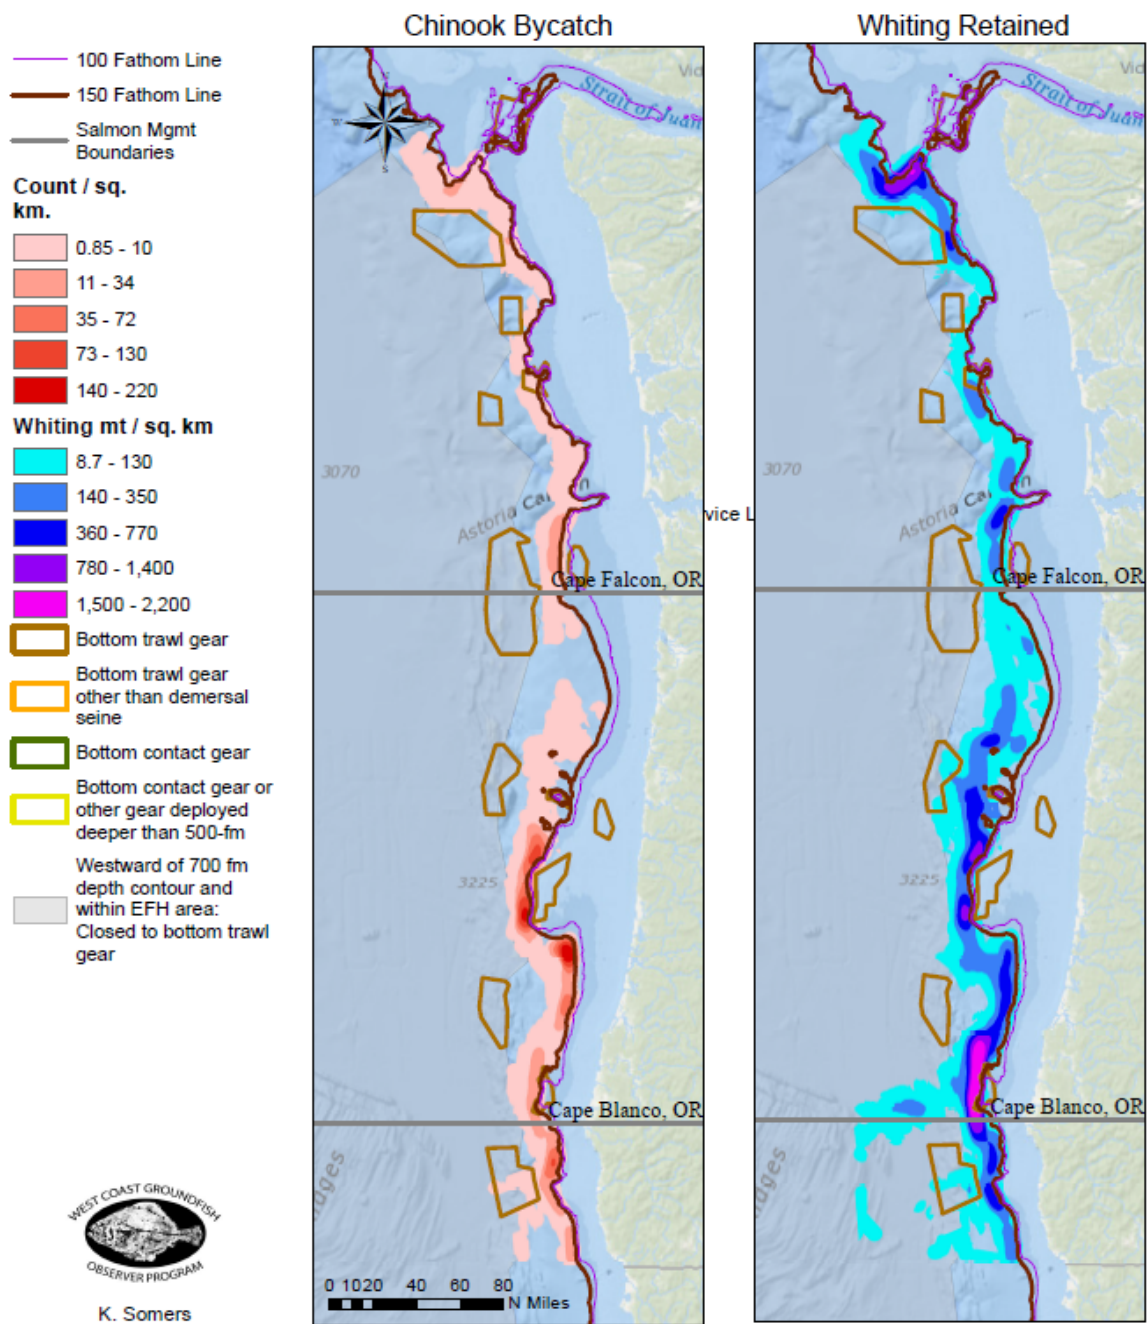 Chinook Bycatch
Whiting Retained
100 Fathom Line
150 Fathom Line
Salmon Mgmt
Boundaries
Count / sq.
km.
0.85 - 10
11 - 34
35 - 72
73 - 130
140 - 220
Whiting mt / sq. km
8.7 - 130
140 - 350
360 - 770
780 - 1,400
1,500 - 2,200
Bottom trawl gear
Bottom trawl gear
other than demersal
seine
Bottom contact gear
Bottom contact gear or
other gear deployed
deeper than 500-fm
Westward of 700 fm
depth contour and
within EFH area:
Closed to bottom trawl
gear
WEST COAST GROUNDFISH
OBSERVER PROGRAM
K. Somers
N
W
S
Vid
Strait of Juan
3070
Astoria
Cape Falcon, OR
3225
Cape Blanco, OR
dges
0 10 20 40 60 80
N Miles
vice L
Vid
Strait of Juan
3070
Astoria
Cape Falcon, OR
3225
Cape Blanco, OR
dges